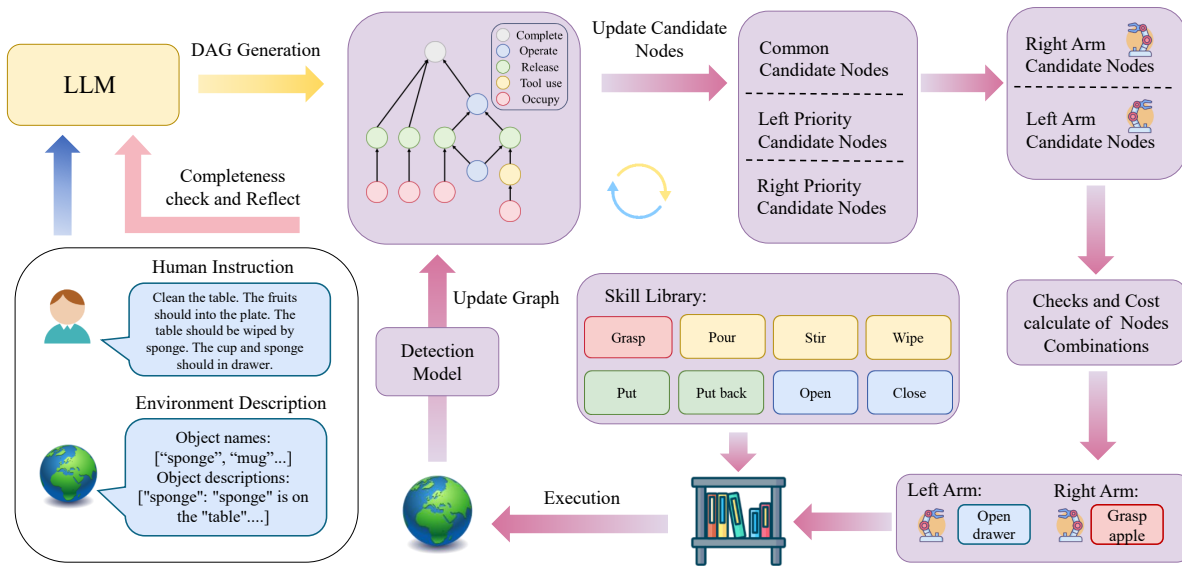 LLM
DAG Generation
Complete
Operate
Release
Tool use
Occupy
Update Candidate
Nodes
Common
Candidate Nodes
Left Priority
Candidate Nodes
Right Priority
Candidate Nodes
Right Arm
Candidate Nodes
Left Arm
Candidate Nodes
Completeness
check and Reflect
Human Instruction
Clean the table. The fruits
should into the plate. The
table should be wiped by
sponge. The cup and sponge
should in drawer.
Environment Description
Object names:
[“sponge”, “mug”...]
Object descriptions:
["sponge": "sponge" is on
the "table"....]
Update Graph
Detection
Model
Skill Library:
Grasp
Pour
Stir
Wipe
Put
Put back
Open
Close
Checks and Cost
calculate of Nodes
Combinations
Left Arm:
Open
drawer
Right Arm:
Grasp
apple
Execution